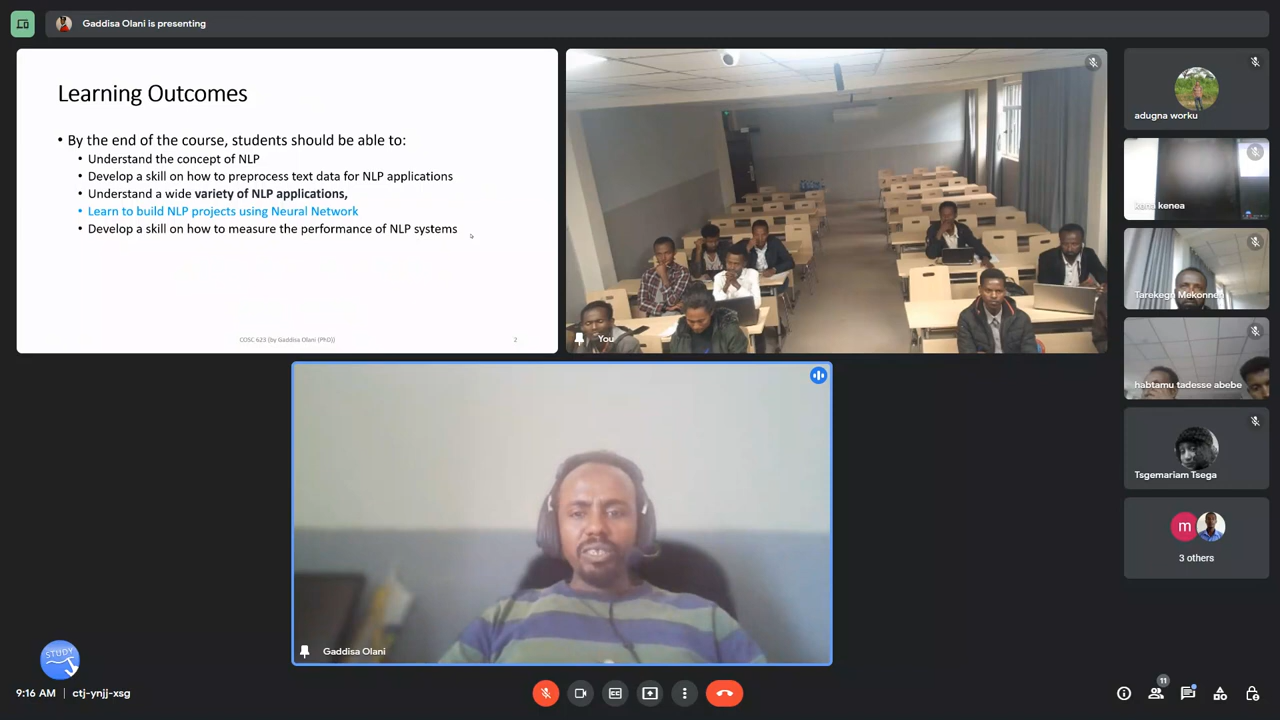 Gaddisa Olani is presenting
Learning Outcomes
• By the end of the course, students should be able to:
• Understand the concept of NLP
• Develop a skill on how to preprocess text data for NLP applications
• Understand a wide variety of NLP applications,
• Learn to build NLP projects using Neural Network
• Develop a skill on how to measure the performance of NLP systems
COSC 623 (by Gaddisa Olani (PhD))
2
You
adugna worku
kena kenea
Tarekegn Mekonnen
habtamu tadesse abebe
Tsgemariam Tsega
m
3 others
Gaddisa Olani
STUDY
9:16 AM | ctj-ynjj-xsg
11